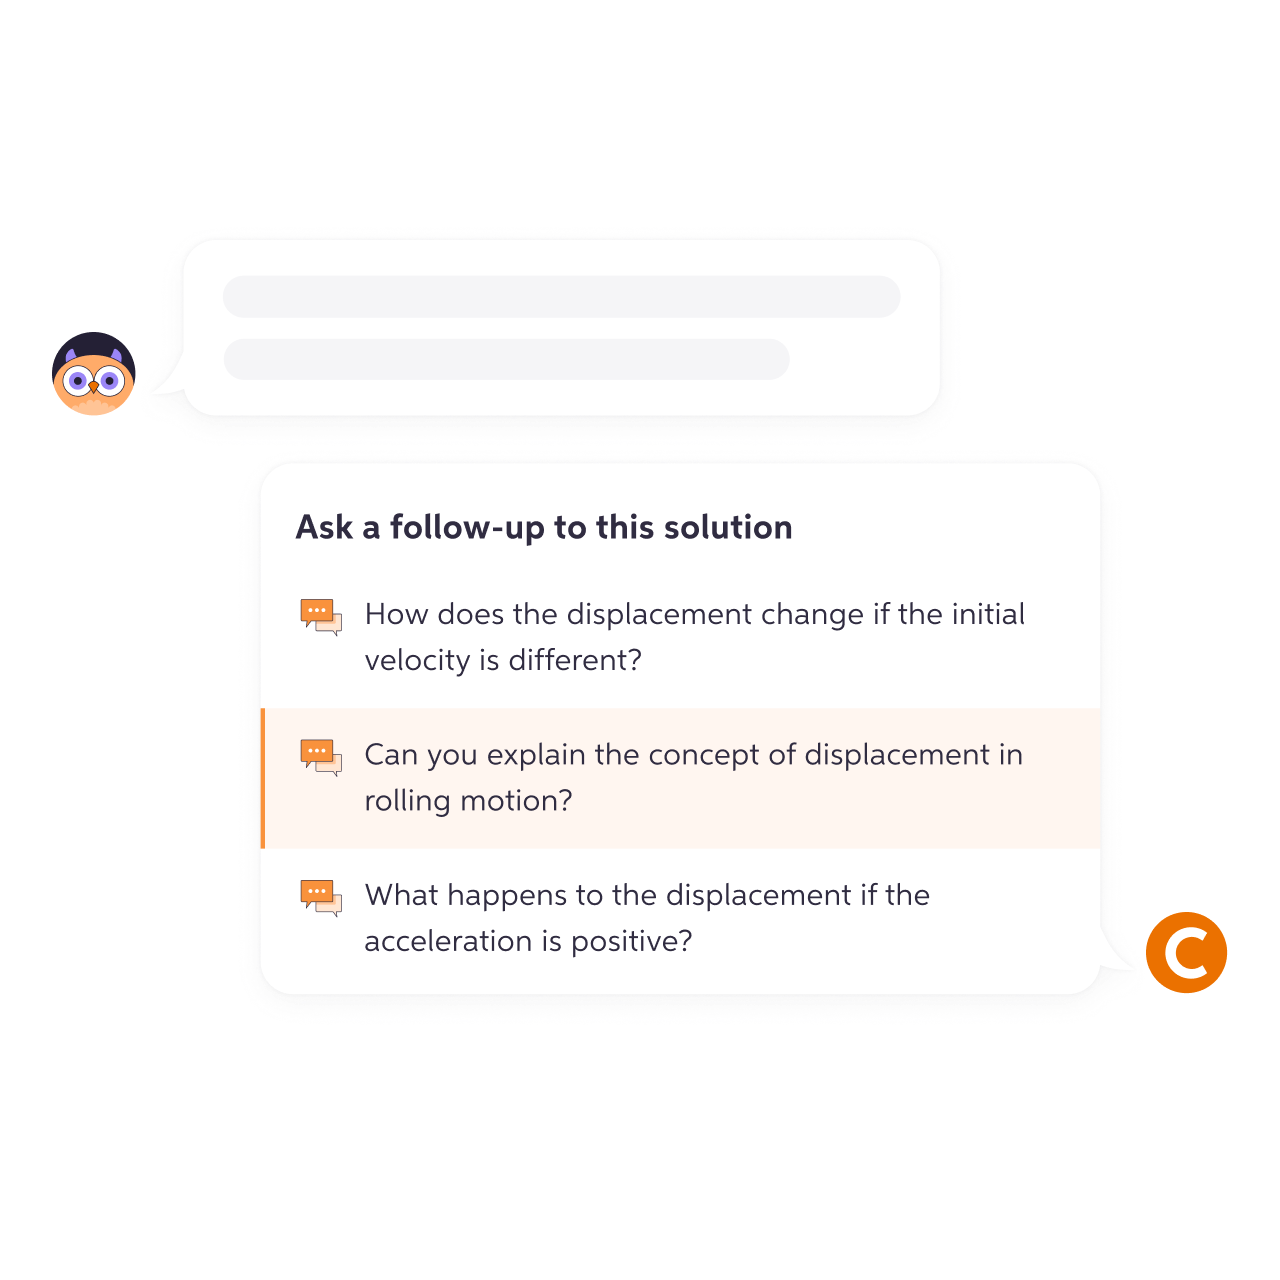 Ask a follow-up to this solution
How does the displacement change if the initial
velocity is different?
Can you explain the concept of displacement in
rolling motion?
What happens to the displacement if the
acceleration is positive?
C